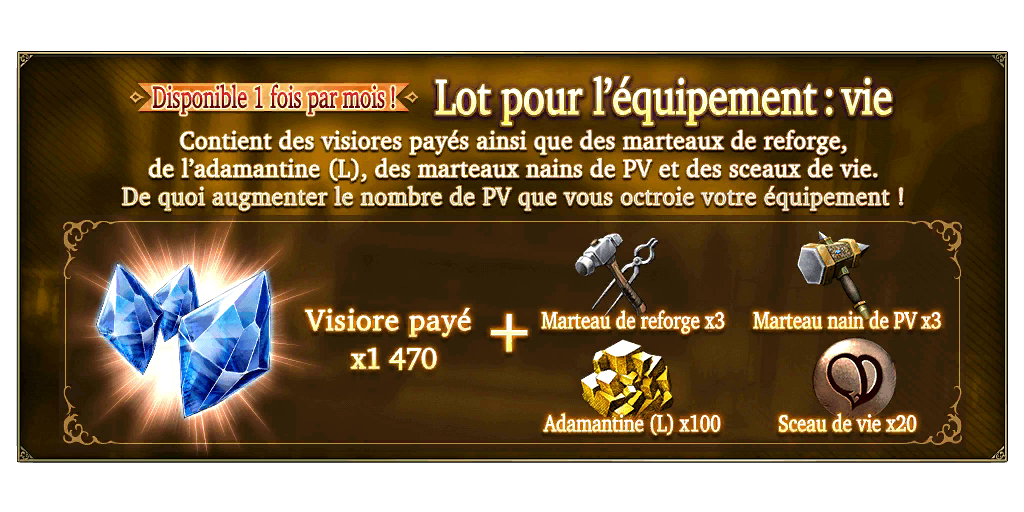 Disponible 1 fois par mois !
Lot pour l'équipement : vie
Contient des visiores payés ainsi que des marteaux de reforge,
de l'adamantine (L), des marteaux nains de PV et des sceaux de vie.
De quoi augmenter le nombre de PV que vous octroie votre équipement !
Visiore payé
x1 470
+
Marteau de reforge x3
Marteau nain de PV x3
Adamantine (L) x100
Sceau de vie x20